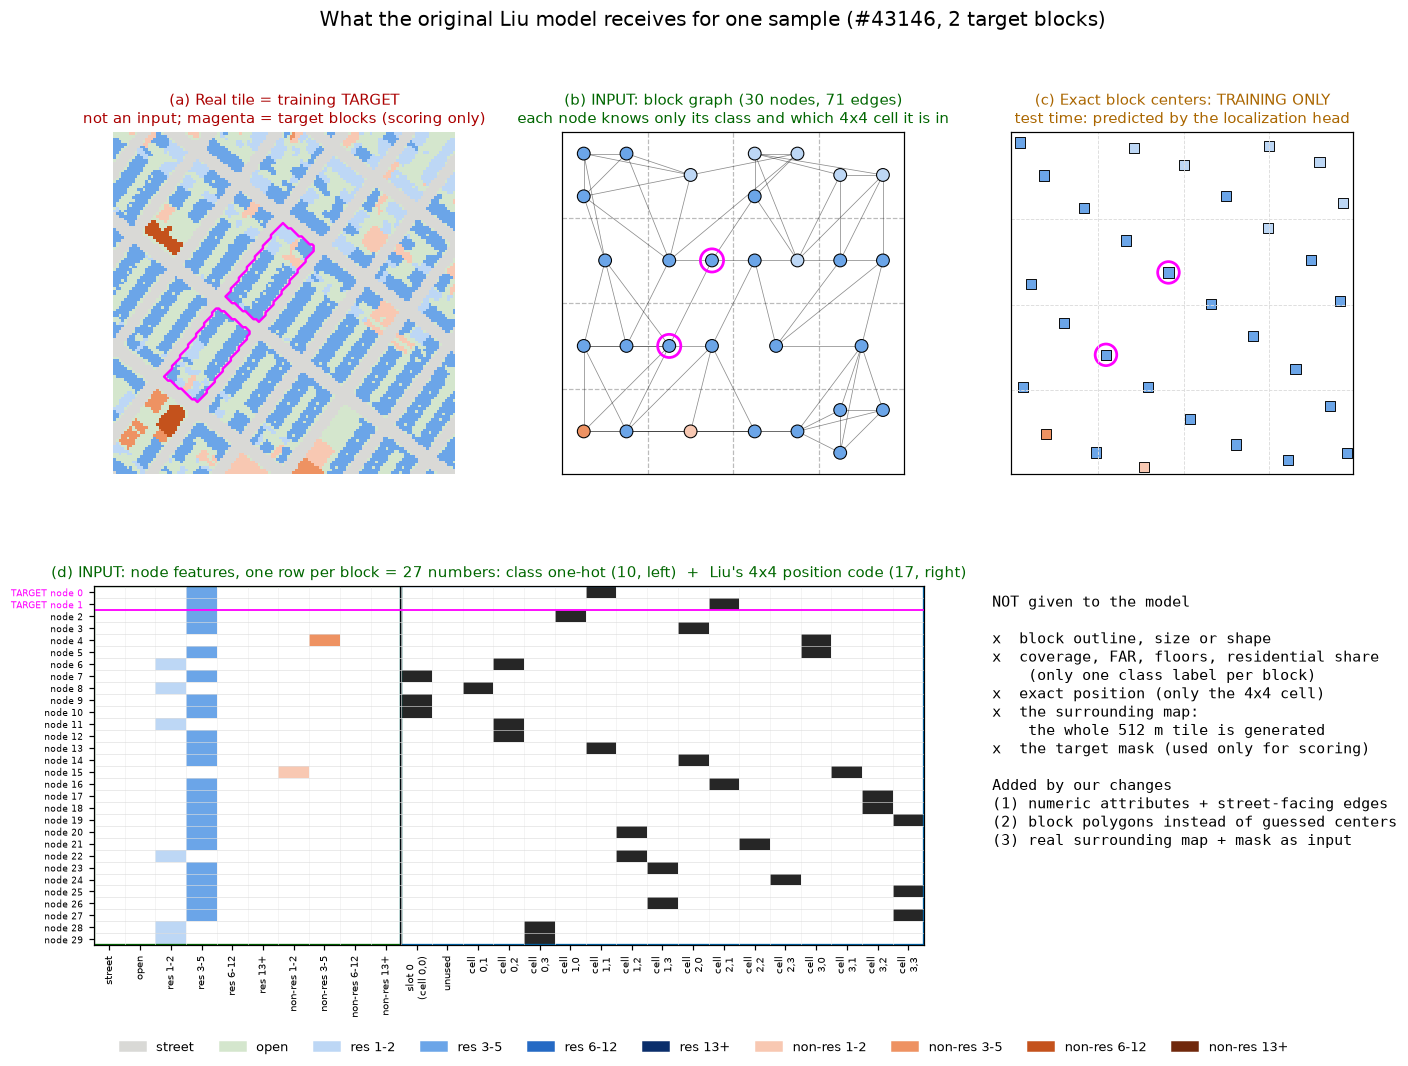 What the original Liu model receives for one sample (#43146, 2 target blocks)
(a) Real tile = training TARGET
not an input; magenta = target blocks (scoring only)
(b) INPUT: block graph (30 nodes, 71 edges)
each node knows only its class and which 4x4 cell it is in
(c) Exact block centers: TRAINING ONLY
test time: predicted by the localization head
(d) INPUT: node features, one row per block = 27 numbers: class one-hot (10, left)  +  Liu's 4x4 position code (17, right)
TARGET node 0
TARGET node 1
node 2
node 3
node 4
node 5
node 6
node 7
node 8
node 9
node 10
node 11
node 12
node 13
node 14
node 15
node 16
node 17
node 18
node 19
node 20
node 21
node 22
node 23
node 24
node 25
node 26
node 27
node 28
node 29
street
open
res 1-2
res 3-5
res 6-12
res 13+
non-res 1-2
non-res 3-5
non-res 6-12
non-res 13+
slot 0
(cell 0,0)
unused
cell
0,1
cell
0,2
cell
0,3
cell
1,0
cell
1,1
cell
1,2
cell
1,3
cell
2,0
cell
2,1
cell
2,2
cell
2,3
cell
3,0
cell
3,1
cell
3,2
cell
3,3
NOT given to the model
x  block outline, size or shape
x  coverage, FAR, floors, residential share
(only one class label per block)
x  exact position (only the 4x4 cell)
x  the surrounding map:
the whole 512 m tile is generated
x  the target mask (used only for scoring)
Added by our changes
(1) numeric attributes + street-facing edges
(2) block polygons instead of guessed centers
(3) real surrounding map + mask as input
street
open
res 1-2
res 3-5
res 6-12
res 13+
non-res 1-2
non-res 3-5
non-res 6-12
non-res 13+